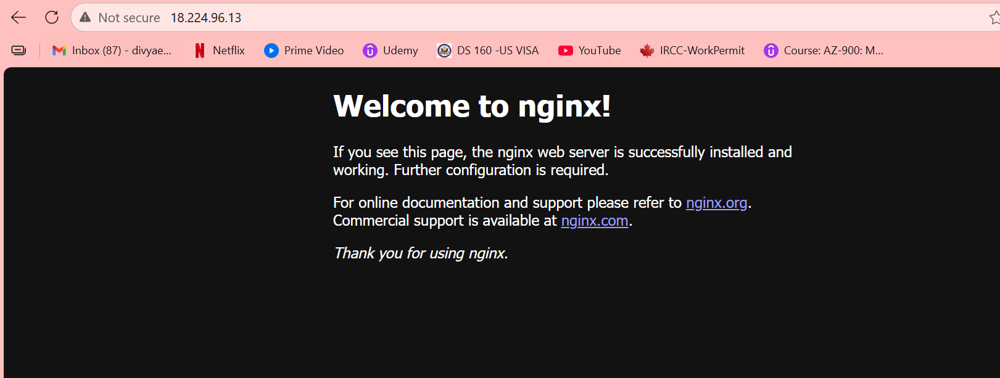 Not secure 18.224.96.13
Inbox (87) - divyae... Netflix Prime Video Udemy DS 160 -US VISA YouTube IRCC-WorkPermit Course: AZ-900: M...
Welcome to nginx!
If you see this page, the nginx web server is successfully installed and
working. Further configuration is required.
For online documentation and support please refer to nginx.org.
Commercial support is available at nginx.com.
Thank you for using nginx.